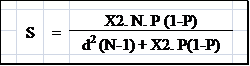 S = X2. N. P (1-P)
d² (N-1) + X2. P(1-P)